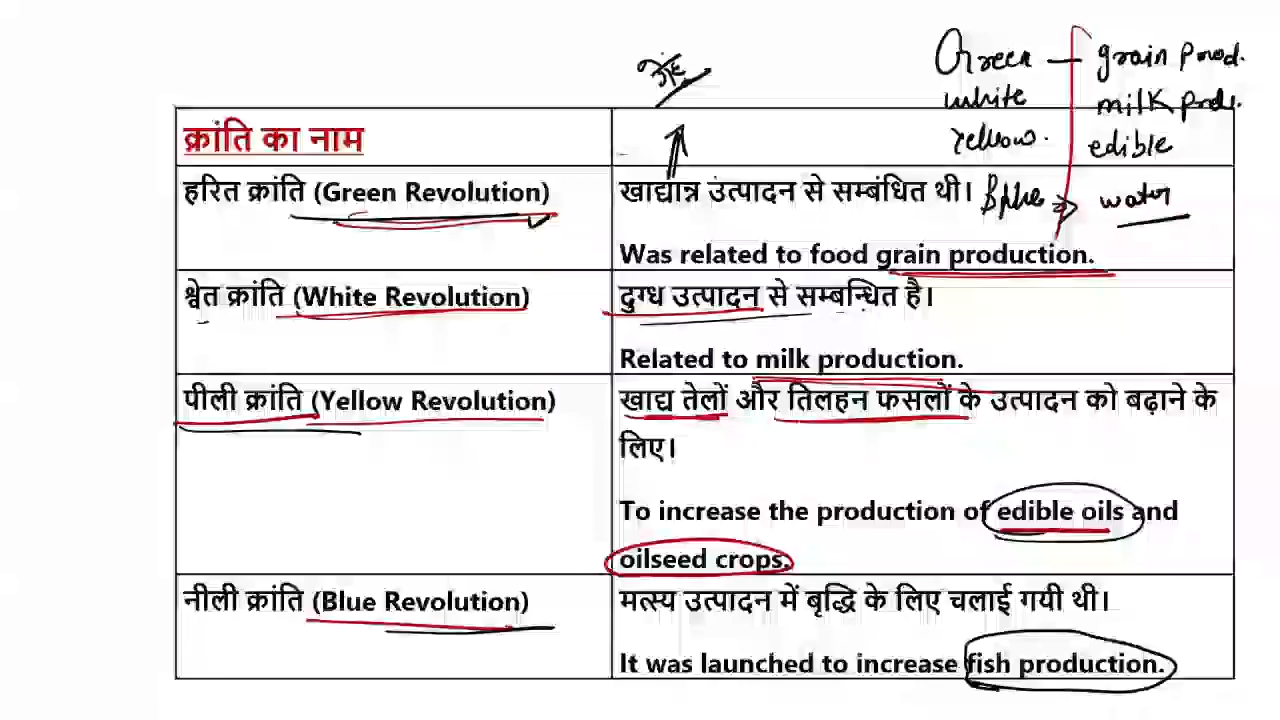 गेहूँ
Green — grain Prod.
white milk Prod.
Yellow. edible
क्रांति का नाम
हरित क्रांति (Green Revolution)
खाद्यान्न उत्पादन से सम्बंधित थी।
⇒ water
Was related to food grain production.
श्वेत क्रांति (White Revolution)
दुग्ध उत्पादन से सम्बन्धित है।
Related to milk production.
पीली क्रांति (Yellow Revolution)
खाद्य तेलों और तिलहन फसलों के उत्पादन को बढ़ाने के
लिए।
To increase the production of edible oils and
oilseed crops.
नीली क्रांति (Blue Revolution)
मत्स्य उत्पादन में बृद्धि के लिए चलाई गयी थी।
It was launched to increase fish production.